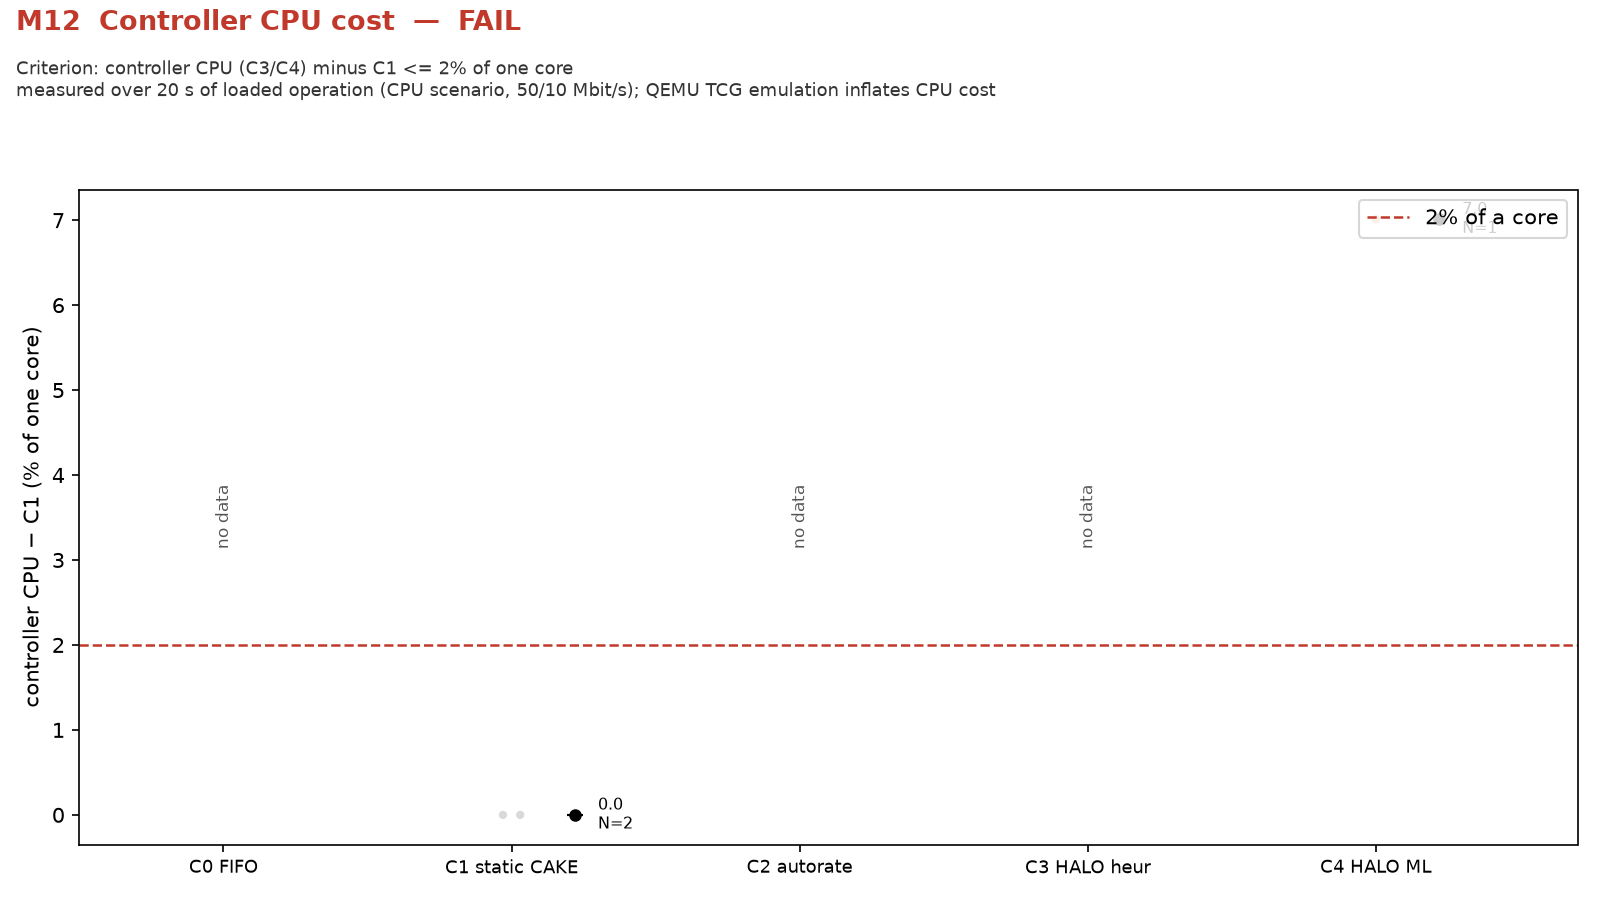 M12 Controller CPU cost — FAIL
Criterion: controller CPU (C3/C4) minus C1 <= 2% of one core
measured over 20 s of loaded operation (CPU scenario, 50/10 Mbit/s); QEMU TCG emulation inflates CPU cost
7.0
2% of a core
N=1
controller CPU − C1 (% of one core)
7
6
5
4
3
2
1
0
no data
no data
no data
0.0
N=2
C0 FIFO
C1 static CAKE
C2 autorate
C3 HALO heur
C4 HALO ML